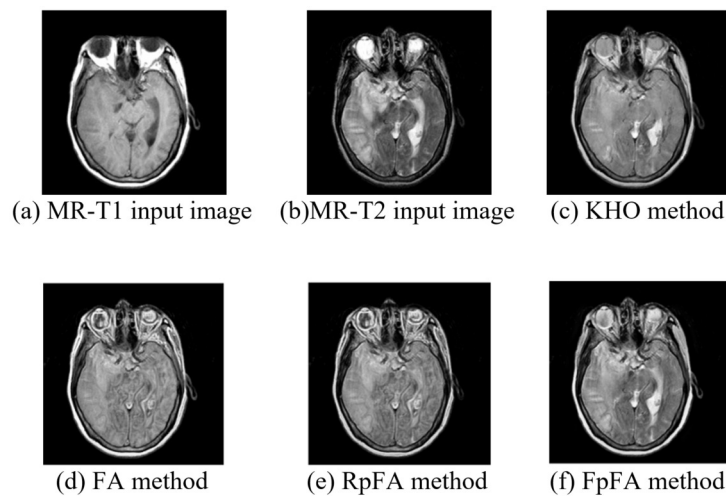 (a) MR-T1 input image
(b)MR-T2 input image
(c) KHO method
(d) FA method
(e) RpFA method
(f) FpFA method